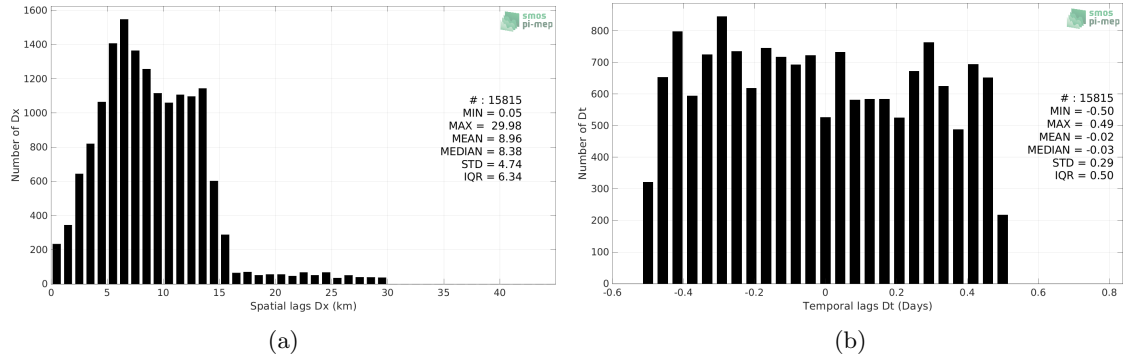 smos
pi-mep
1600
1400
1200
1000
800
600
400
200
0
Number of Dx
# : 15815
MIN = 0.05
MAX = 29.98
MEAN = 8.96
MEDIAN = 8.38
STD = 4.74
IQR = 6.34
0 5 10 15 20 25 30 35 40
Spatial lags Dx (km)
(a)
smos
pi-mep
800
700
600
500
400
300
200
100
0
Number of Dt
# : 15815
MIN = -0.50
MAX = 0.49
MEAN = -0.02
MEDIAN = -0.03
STD = 0.29
IQR = 0.50
-0.6 -0.4 -0.2 0 0.2 0.4 0.6 0.8
Temporal lags Dt (Days)
(b)